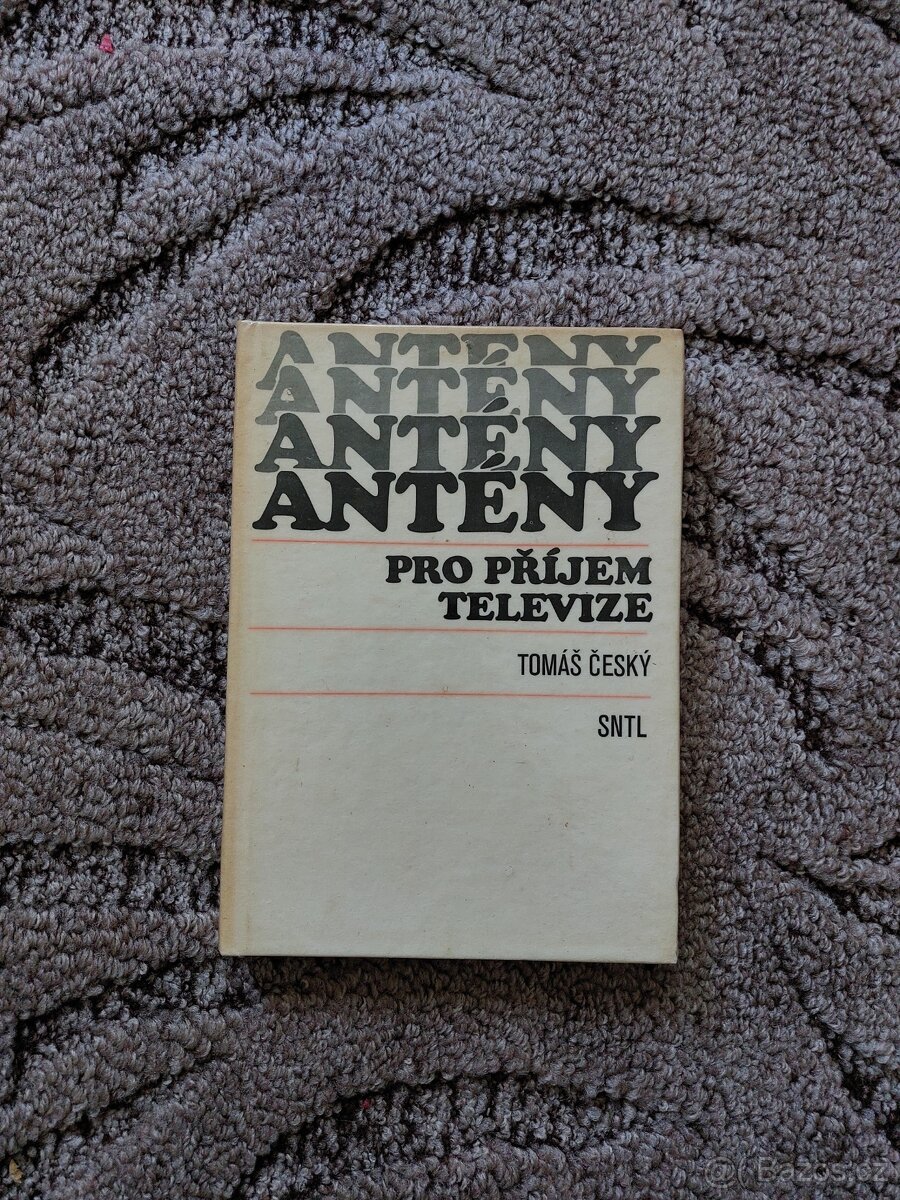 ANTÉNY
ANTÉNY
ANTÉNY
ANTÉNY
PRO PŘÍJEM
TELEVIZE
TOMÁŠ ČESKÝ
SNTL
© Bazos.cz